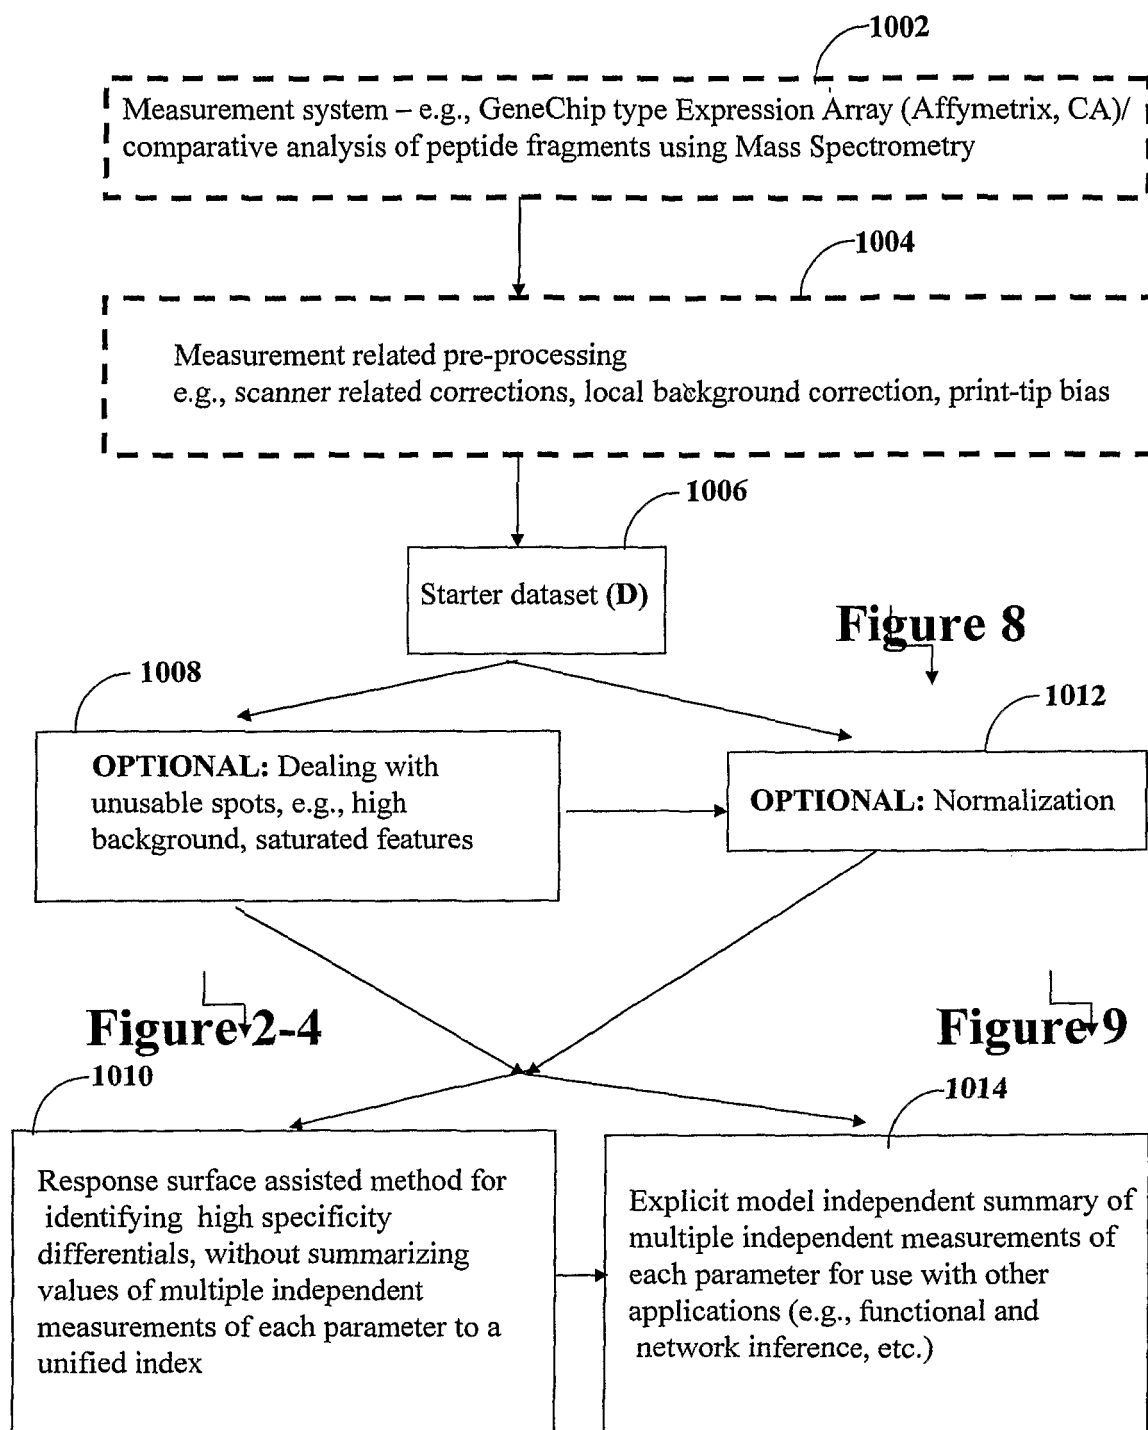 1002
Measurement system – e.g., GeneChip type Expression Array (Affymetrix, CA)/
comparative analysis of peptide fragments using Mass Spectrometry
1004
Measurement related pre-processing
e.g., scanner related corrections, local background correction, print-tip bias
1006
Starter dataset (D)
Figure 8
1008
1012
OPTIONAL: Dealing with
unusable spots, e.g., high
background, saturated features
OPTIONAL: Normalization
Figure 2-4
Figure 9
1010
1014
Response surface assisted method for
identifying high specificity
differentials, without summarizing
values of multiple independent
measurements of each parameter to a
unified index
Explicit model independent summary of
multiple independent measurements of
each parameter for use with other
applications (e.g., functional and
network inference, etc.)